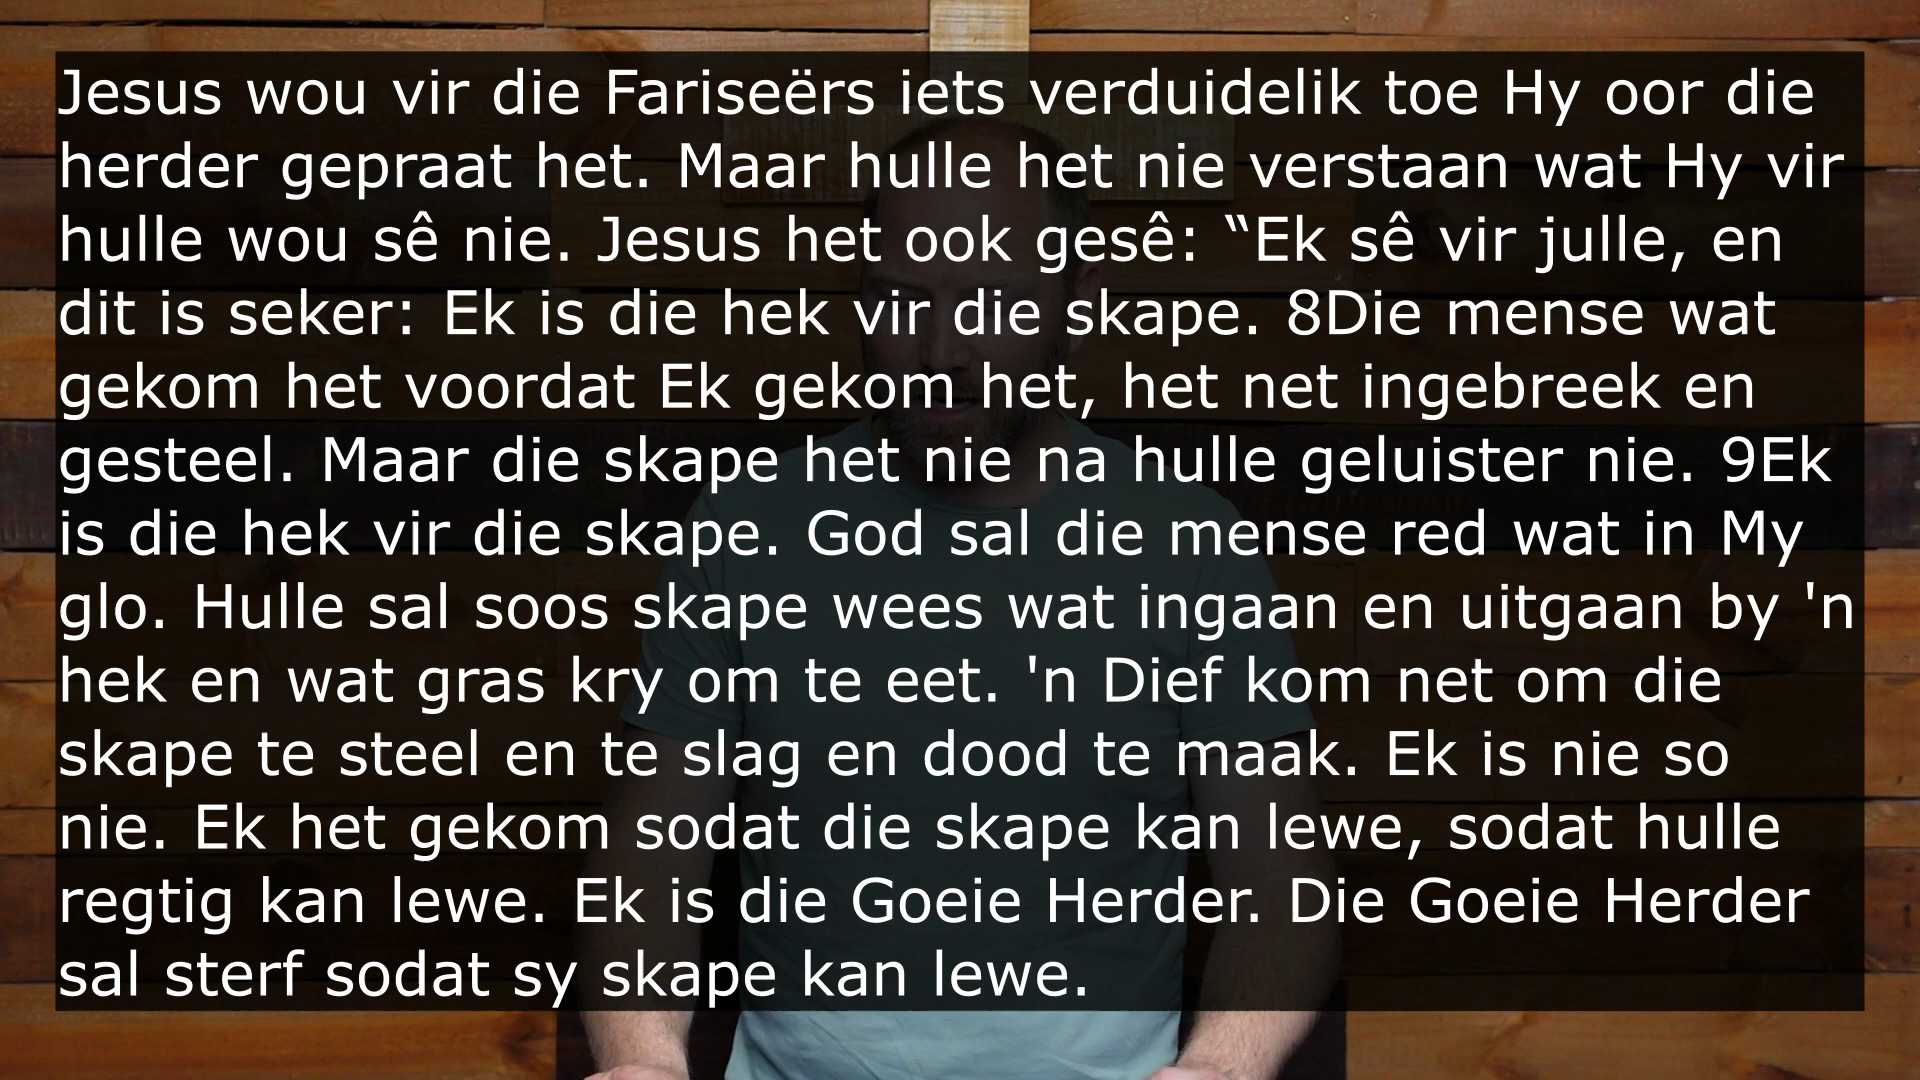 Jesus wou vir die Fariseërs iets verduidelik toe Hy oor die
herder gepraat het. Maar hulle het nie verstaan wat Hy vir
hulle wou sê nie. Jesus het ook gesê: “Ek sê vir julle, en
dit is seker: Ek is die hek vir die skape. 8Die mense wat
gekom het voordat Ek gekom het, het net ingebreek en
gesteel. Maar die skape het nie na hulle geluister nie. 9Ek
is die hek vir die skape. God sal die mense red wat in My
glo. Hulle sal soos skape wees wat ingaan en uitgaan by 'n
hek en wat gras kry om te eet. 'n Dief kom net om die
skape te steel en te slag en dood te maak. Ek is nie so
nie. Ek het gekom sodat die skape kan lewe, sodat hulle
regtig kan lewe. Ek is die Goeie Herder. Die Goeie Herder
sal sterf sodat sy skape kan lewe.